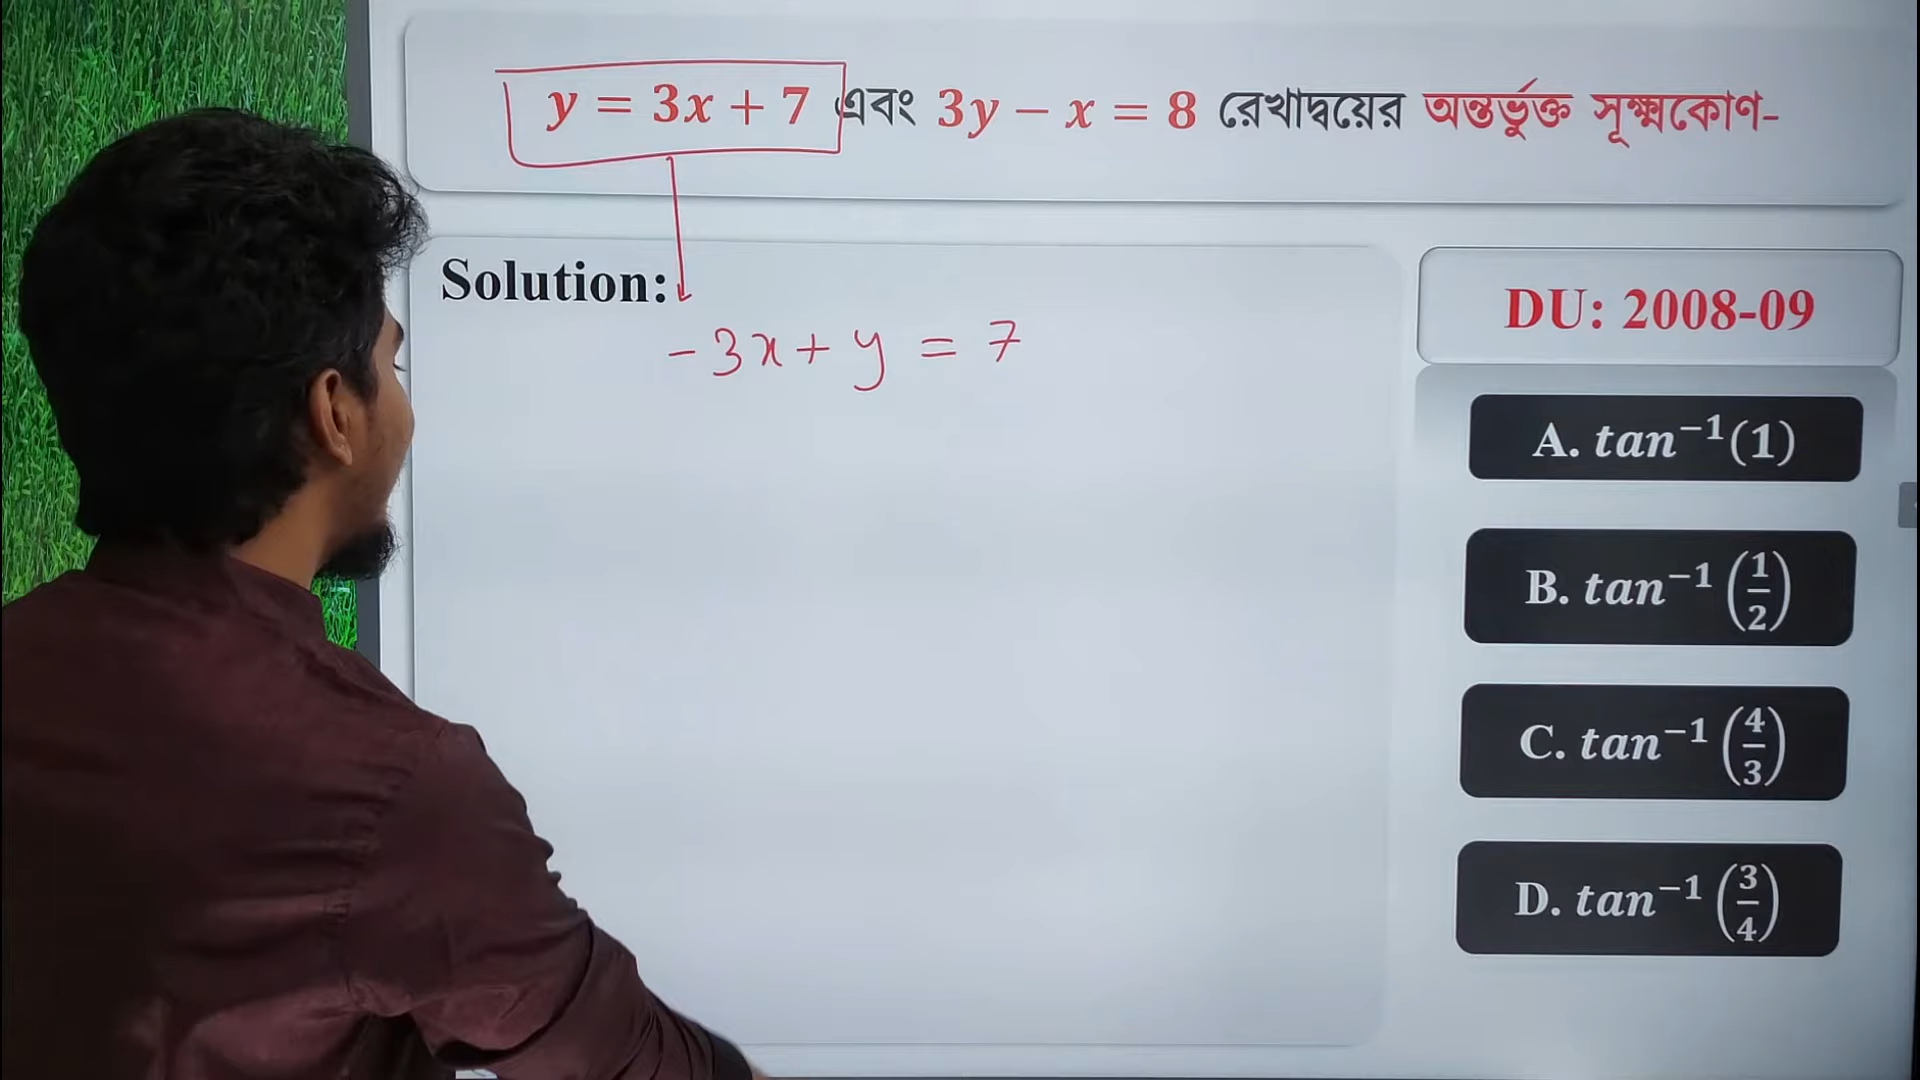 y = 3x + 7 এবং 3y − x = 8 রেখাদ্বয়ের অন্তর্ভুক্ত সূক্ষ্মকোণ-
Solution:
-3x + y = 7
DU: 2008-09
A. tan⁻¹(1)
B. tan⁻¹(1/2)
C. tan⁻¹(4/3)
D. tan⁻¹(3/4)